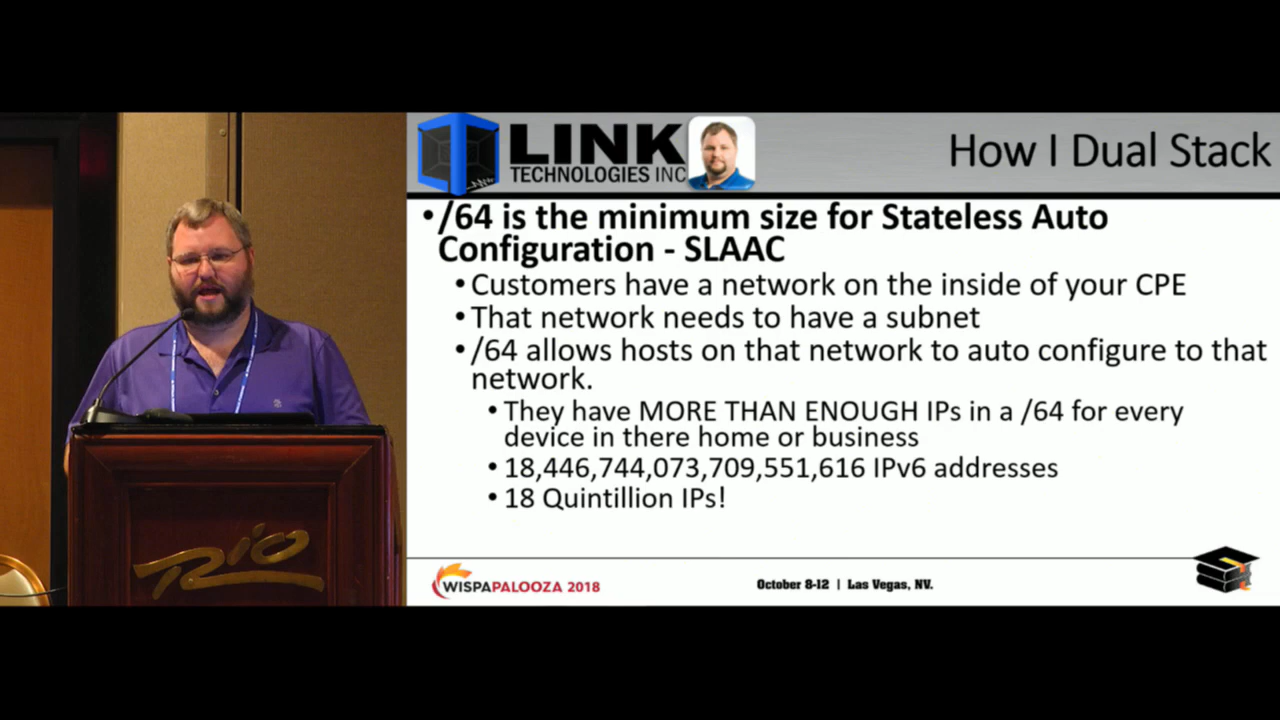 LINK
TECHNOLOGIES INC
How I Dual Stack
•/64 is the minimum size for Stateless Auto
Configuration - SLAAC
•Customers have a network on the inside of your CPE
•That network needs to have a subnet
•/64 allows hosts on that network to auto configure to that
network.
•They have MORE THAN ENOUGH IPs in a /64 for every
device in there home or business
•18,446,744,073,709,551,616 IPv6 addresses
•18 Quintillion IPs!
Rio
WISPAPALOOZA 2018
October 8-12 | Las Vegas, NV.